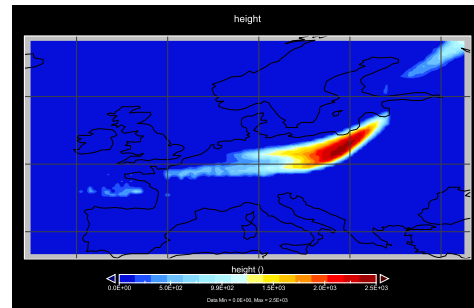 height
height ()
0.0E+00 5.0E+02 9.9E+02 1.5E+03 2.0E+03 2.5E+03
Data Min = 0.0E+00, Max = 2.5E+03